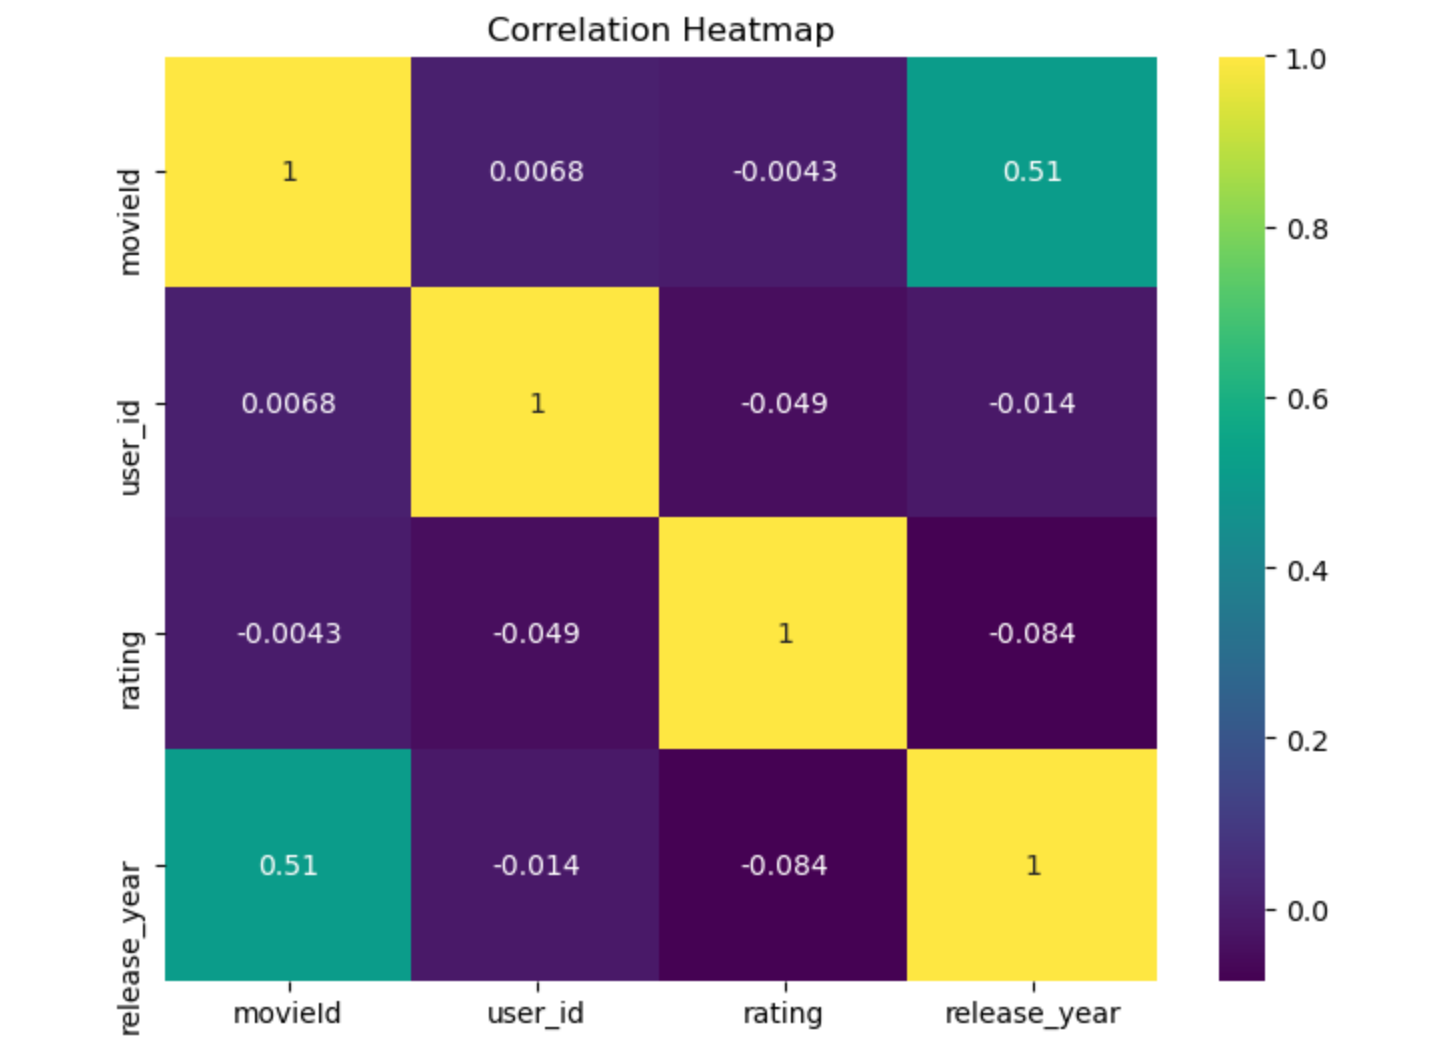 Correlation Heatmap
movieId
1
0.0068
-0.0043
0.51
user_id
0.0068
1
-0.049
-0.014
rating
-0.0043
-0.049
1
-0.084
release_year
0.51
-0.014
-0.084
1
movieId
user_id
rating
release_year
1.0
0.8
0.6
0.4
0.2
0.0